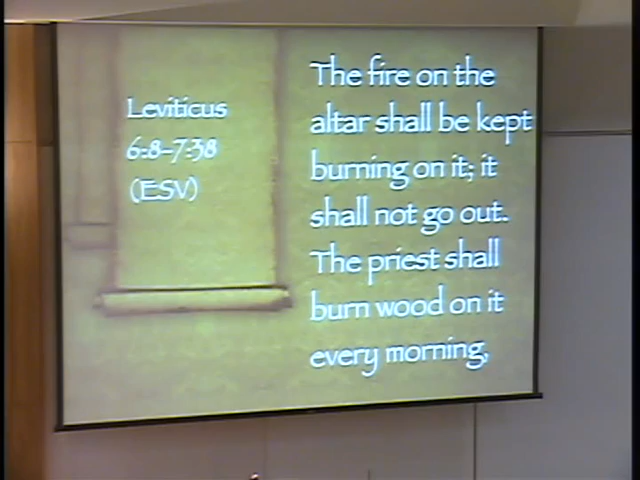 Leviticus
6:8-7:38
(ESV)
The fire on the
altar shall be kept
burning on it; it
shall not go out.
The priest shall
burn wood on it
every morning,